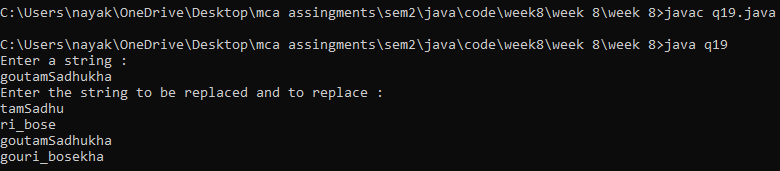 C:\Users\nayak\OneDrive\Desktop\mca assingments\sem2\java\code\week8\week 8\week 8>javac q19.java
C:\Users\nayak\OneDrive\Desktop\mca assingments\sem2\java\code\week8\week 8\week 8>java q19
Enter a string :
goutamSadhukha
Enter the string to be replaced and to replace :
tamSadhu
ri_bose
goutamSadhukha
gouri_bosekha